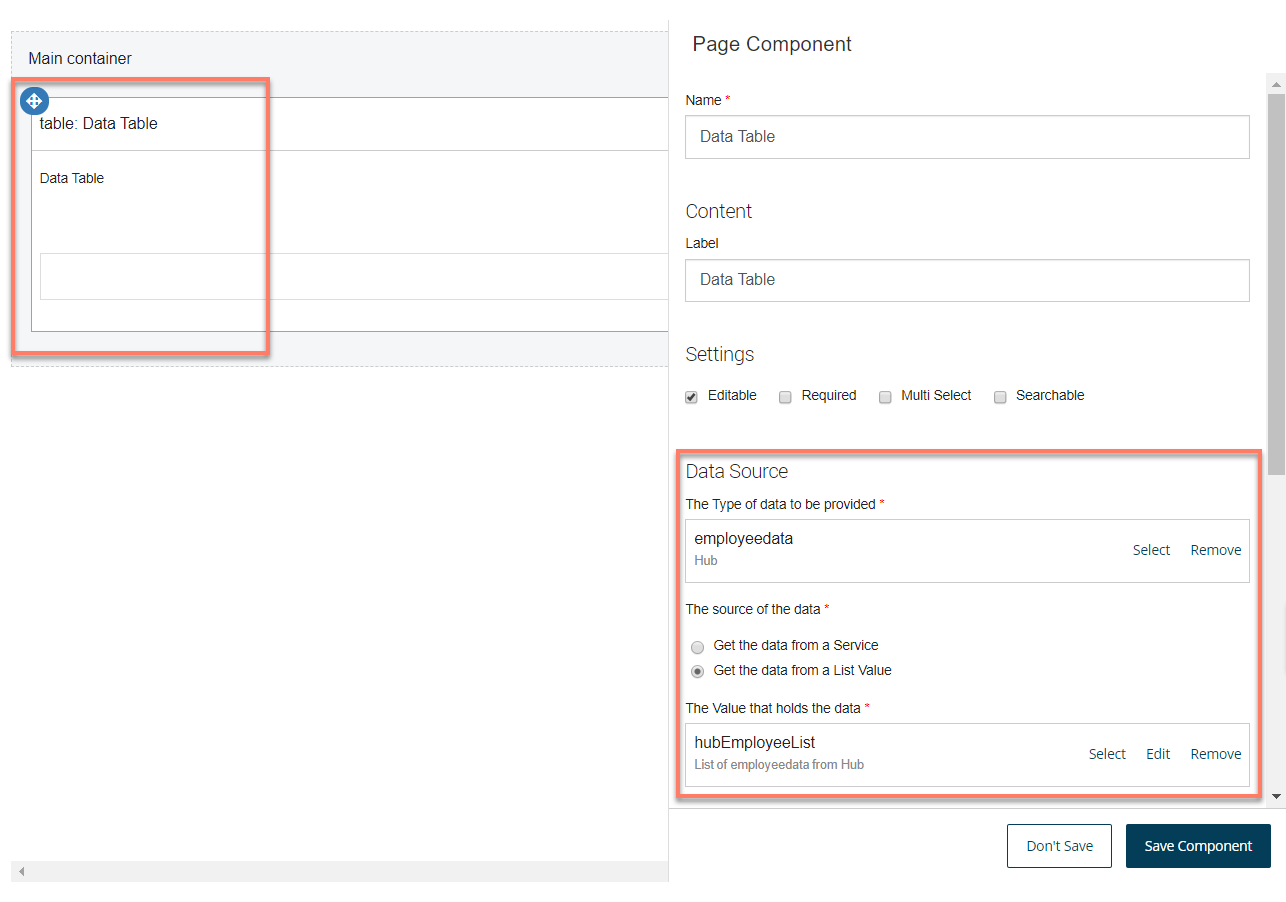 Main container
table: Data Table
Data Table
Page Component
Name *
Data Table
Content
Label
Data Table
Settings
Editable Required Multi Select Searchable
Data Source
The Type of data to be provided *
employeedata
Hub
Select Remove
The source of the data *
Get the data from a Service
Get the data from a List Value
The Value that holds the data *
hubEmployeeList
List of employeedata from Hub
Select Edit Remove
Don't Save Save Component